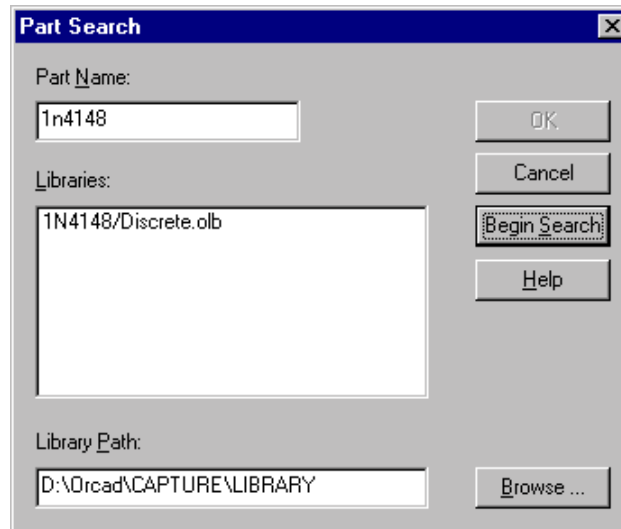 Part Search
Part Name:
1n4148
OK
Libraries:
Cancel
1N4148/Discrete.olb
Begin Search
Help
Library Path:
D:\Orcad\CAPTURE\LIBRARY
Browse ...